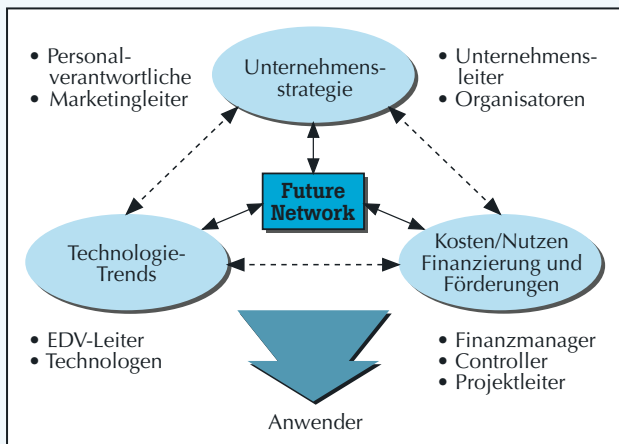 • Personal-
verantwortliche
• Marketingleiter
Unternehmens-
strategie
• Unternehmens-
leiter
• Organisatoren
Future
Network
Technologie-
Trends
Kosten/Nutzen
Finanzierung und
Förderungen
• EDV-Leiter
• Technologen
• Finanzmanager
• Controller
• Projektleiter
Anwender